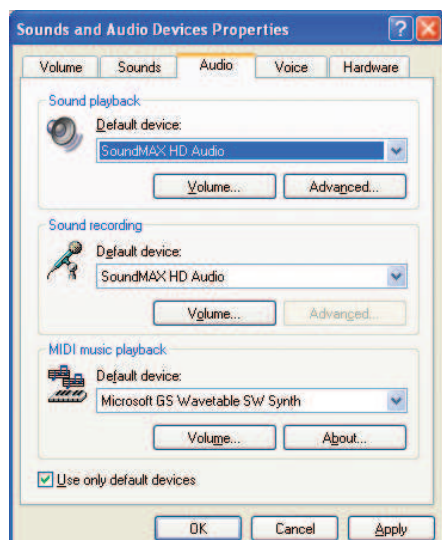 Sounds and Audio Devices Properties
Volume Sounds Audio Voice Hardware
Sound playback
Default device:
SoundMAX HD Audio
Volume... Advanced...
Sound recording
Default device:
SoundMAX HD Audio
Volume... Advanced...
MIDI music playback
Default device:
Microsoft GS Wavetable SW Synth
Volume... About...
Use only default devices
OK Cancel Apply